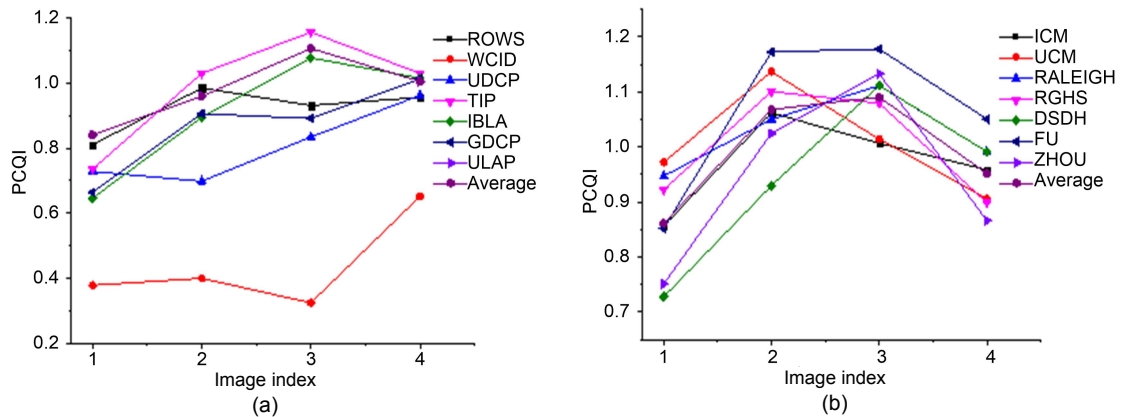 1.2
1.0
0.8
0.6
0.4
0.2
PCQI
1
2
3
4
Image index
(a)
ROWS
WCID
UDCP
TIP
IBLA
GDCP
ULAP
Average
1.2
1.1
1.0
0.9
0.8
0.7
PCQI
1
2
3
4
Image index
(b)
ICM
UCM
RALEIGH
RGHS
DSDH
FU
ZHOU
Average